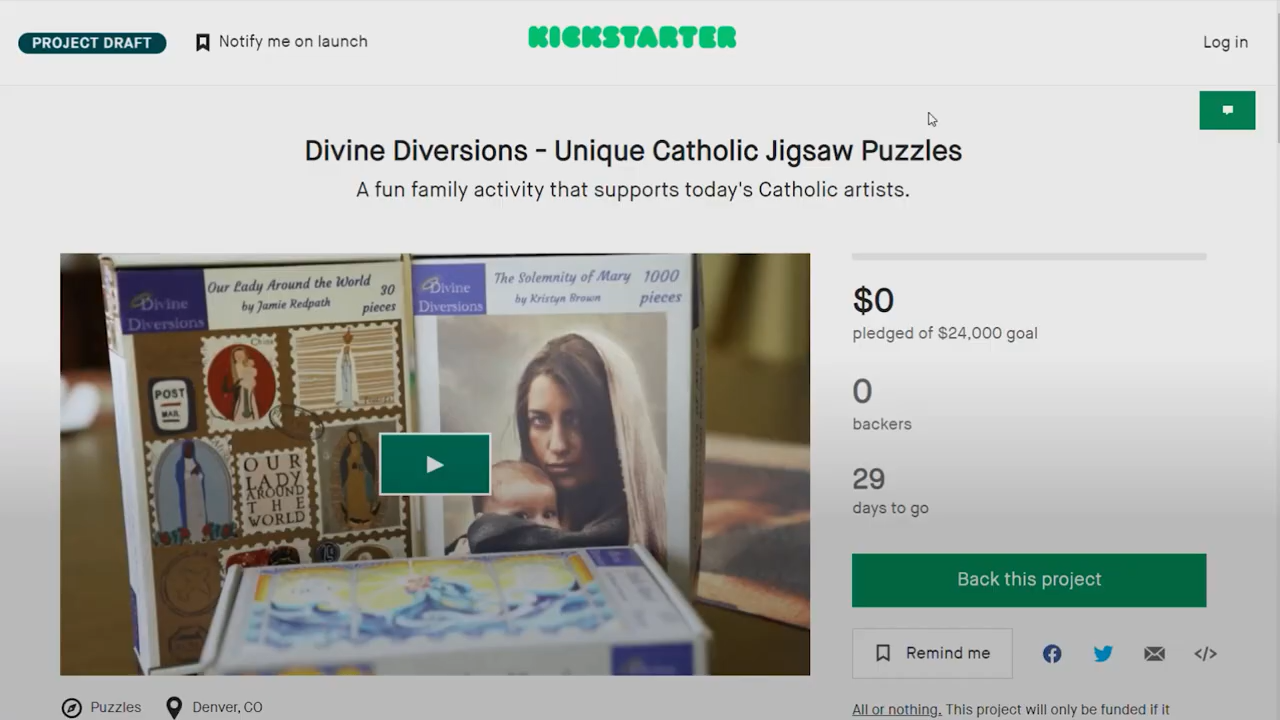 PROJECT DRAFT
Notify me on launch
KICKSTARTER
Log in
Divine Diversions - Unique Catholic Jigsaw Puzzles
A fun family activity that supports today's Catholic artists.
Divine
Diversions
Our Lady Around the World
by Jamie Redpath
30
pieces
Divine
Diversions
The Solemnity of Mary
by Kristyn Brown
1000
pieces
POST
MAIL
OUR
LADY
AROUND
THE
WORLD
$0
pledged of $24,000 goal
0
backers
29
days to go
Back this project
Remind me
</>
Puzzles
Denver, CO
All or nothing. This project will only be funded if it